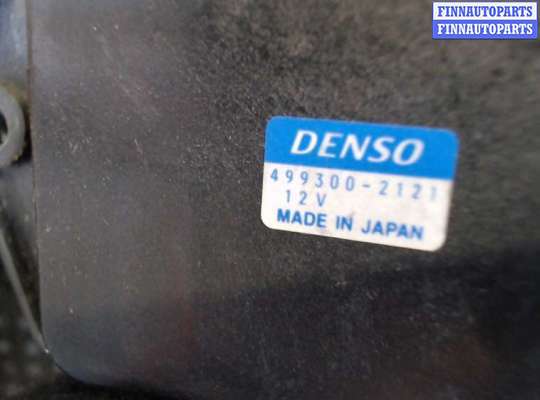 FINNAUTOPARTS
FINNAUTOPARTS
DENSO
499300-2121
12V
MADE IN JAPAN